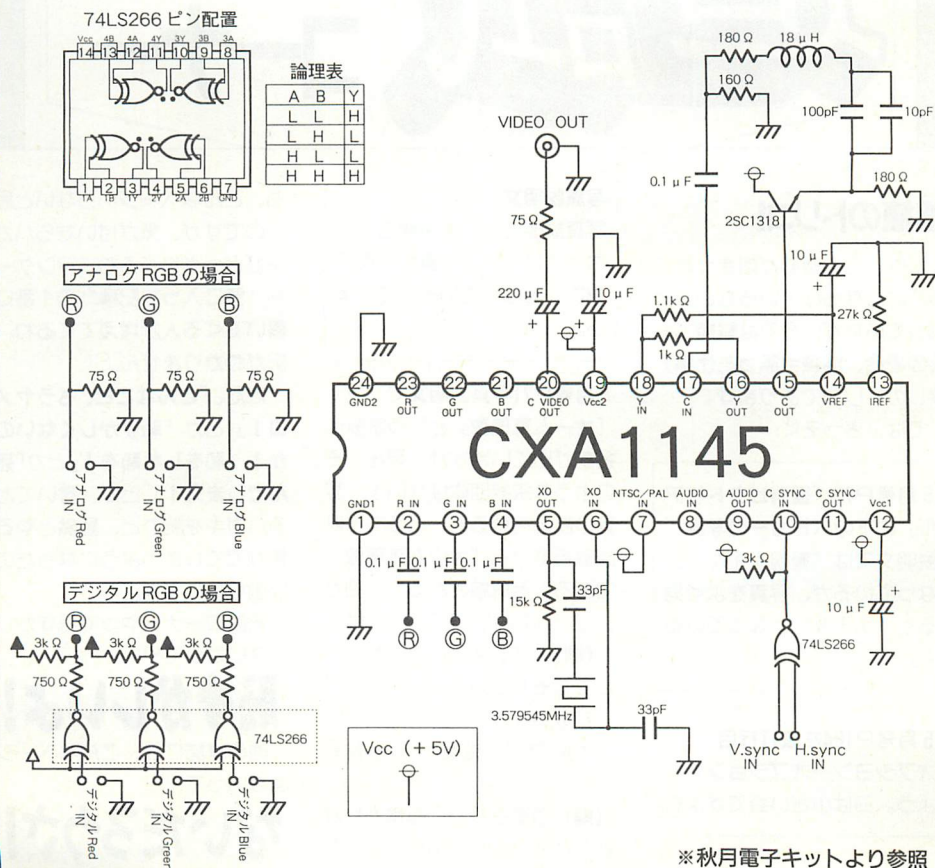 74LS266 ピン配置
Vcc 4B 4A 4Y 3Y 3B 3A
14 13 12 11 10 9 8
1 2 3 4 5 6 7
1A 1B 1Y 2Y 2A 2B GND
論理表
A B Y
L L H
L H L
H L L
H H H
アナログRGBの場合
R G B
75Ω 75Ω 75Ω
アナログRed IN
アナログGreen IN
アナログBlue IN
デジタルRGBの場合
R G B
3kΩ 3kΩ 3kΩ
750Ω 750Ω 750Ω
74LS266
デジタルRed IN
デジタルGreen IN
デジタルBlue IN
180Ω 18μH
160Ω
100pF 10pF
VIDEO OUT
0.1μF
180Ω
2SC1318
75Ω
10μF
+
220μF 10μF
+ +
1.1kΩ
1kΩ
27kΩ
24 23 22 21 20 19 18 17 16 15 14 13
GND2 R OUT G OUT B OUT C VIDEO OUT Vcc2 Y IN C IN Y OUT C OUT VREF IREF
CXA1145
GND1 R IN G IN B IN XO OUT XO IN NTSC/PAL AUDIO IN AUDIO OUT C SYNC IN C SYNC OUT Vcc1
1 2 3 4 5 6 7 8 9 10 11 12
0.1μF 0.1μF 0.1μF
R G B
15kΩ 33pF
3kΩ
10μF
+
74LS266
3.579545MHz
33pF
V.sync IN
H.sync IN
Vcc (+5V)
※秋月電子キットより参照